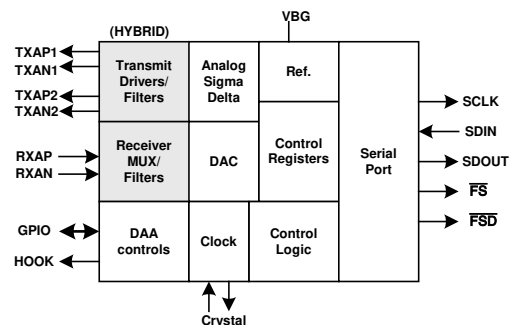 (HYBRID)
VBG
TXAP1
TXAN1
TXAP2
TXAN2
Transmit
Drivers/
Filters
Analog
Sigma
Delta
Ref.
RXAP
RXAN
Receiver
MUX/
Filters
DAC
Control
Registers
Serial
Port
SCLK
SDIN
SDOUT
FS
FSD
GPIO
HOOK
DAA
controls
Clock
Control
Logic
Crystal